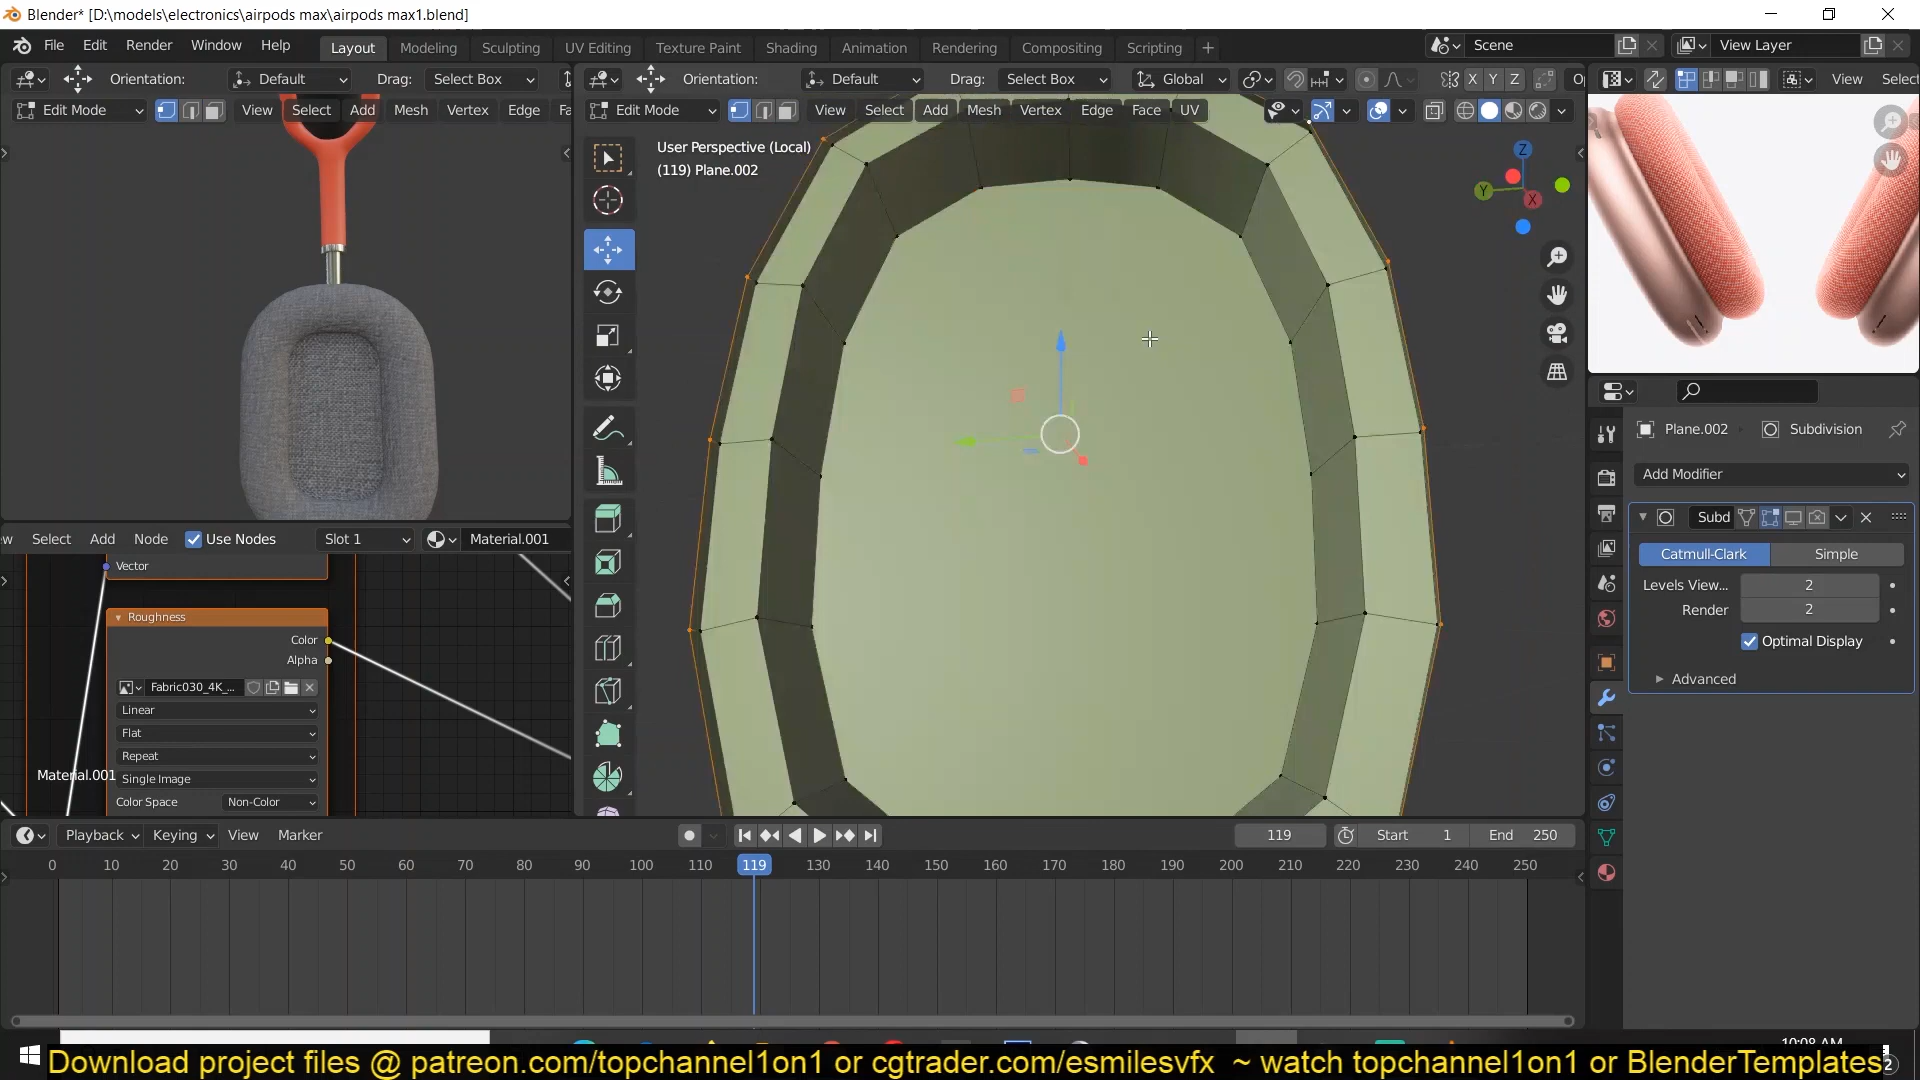 Blender* [D:\models\electronics\airpods max\airpods max1.blend]
File Edit Render Window Help Layout Modeling Sculpting UV Editing Texture Paint Shading Animation Rendering Compositing Scripting + Scene View Layer
Orientation: Default Drag: Select Box Orientation: Default Drag: Select Box Global X Y Z View Select
Edit Mode View Select Add Mesh Vertex Edge Fa Edit Mode View Select Add Mesh Vertex Edge Face UV
User Perspective (Local)
(119) Plane.002
Z
Y
X
Plane.002 Subdivision
Add Modifier
Subd
Catmull-Clark Simple
Levels View... 2
Render 2
Optimal Display
Advanced
ew Select Add Node Use Nodes Slot 1 Material.001
Vector
Roughness
Color
Alpha
Fabric030_4K_...
Linear
Flat
Repeat
Single Image
Color Space Non-Color
Material.001
Playback Keying View Marker 119 Start 1 End 250
0 10 20 30 40 50 60 70 80 90 100 110 119 130 140 150 160 170 180 190 200 210 220 230 240 250
10:08 AM
Download project files @ patreon.com/topchannel1on1 or cgtrader.com/esmilesvfx ~ watch topchannel1on1 or BlenderTemplates
2